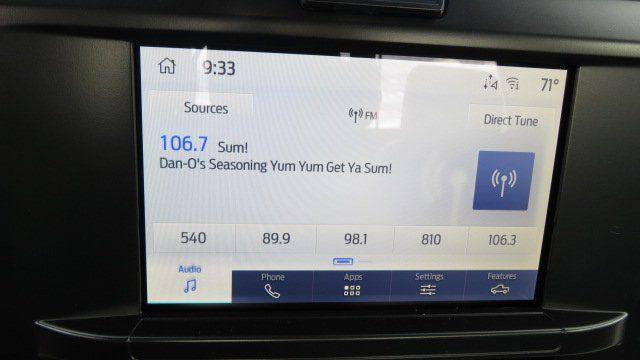 9:33
71°
Sources
FM
Direct Tune
106.7 Sum!
Dan-O's Seasoning Yum Yum Get Ya Sum!
540 89.9 98.1 810 106.3
Audio Phone Apps Settings Features